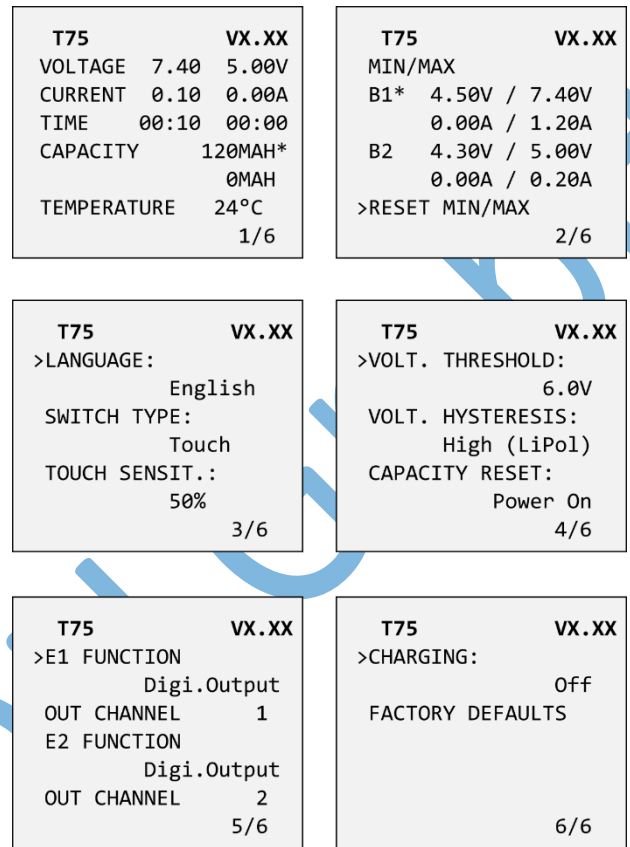 T75 VX.XX
VOLTAGE 7.40 5.00V
CURRENT 0.10 0.00A
TIME 00:10 00:00
CAPACITY 120MAH*
0MAH
TEMPERATURE 24°C
1/6
T75 VX.XX
MIN/MAX
B1* 4.50V / 7.40V
0.00A / 1.20A
B2 4.30V / 5.00V
0.00A / 0.20A
>RESET MIN/MAX
2/6
T75 VX.XX
>LANGUAGE:
English
SWITCH TYPE:
Touch
TOUCH SENSIT.:
50%
3/6
T75 VX.XX
>VOLT. THRESHOLD:
6.0V
VOLT. HYSTERESIS:
High (LiPol)
CAPACITY RESET:
Power On
4/6
T75 VX.XX
>E1 FUNCTION
Digi.Output
OUT CHANNEL 1
E2 FUNCTION
Digi.Output
OUT CHANNEL 2
5/6
T75 VX.XX
>CHARGING:
Off
FACTORY DEFAULTS
6/6